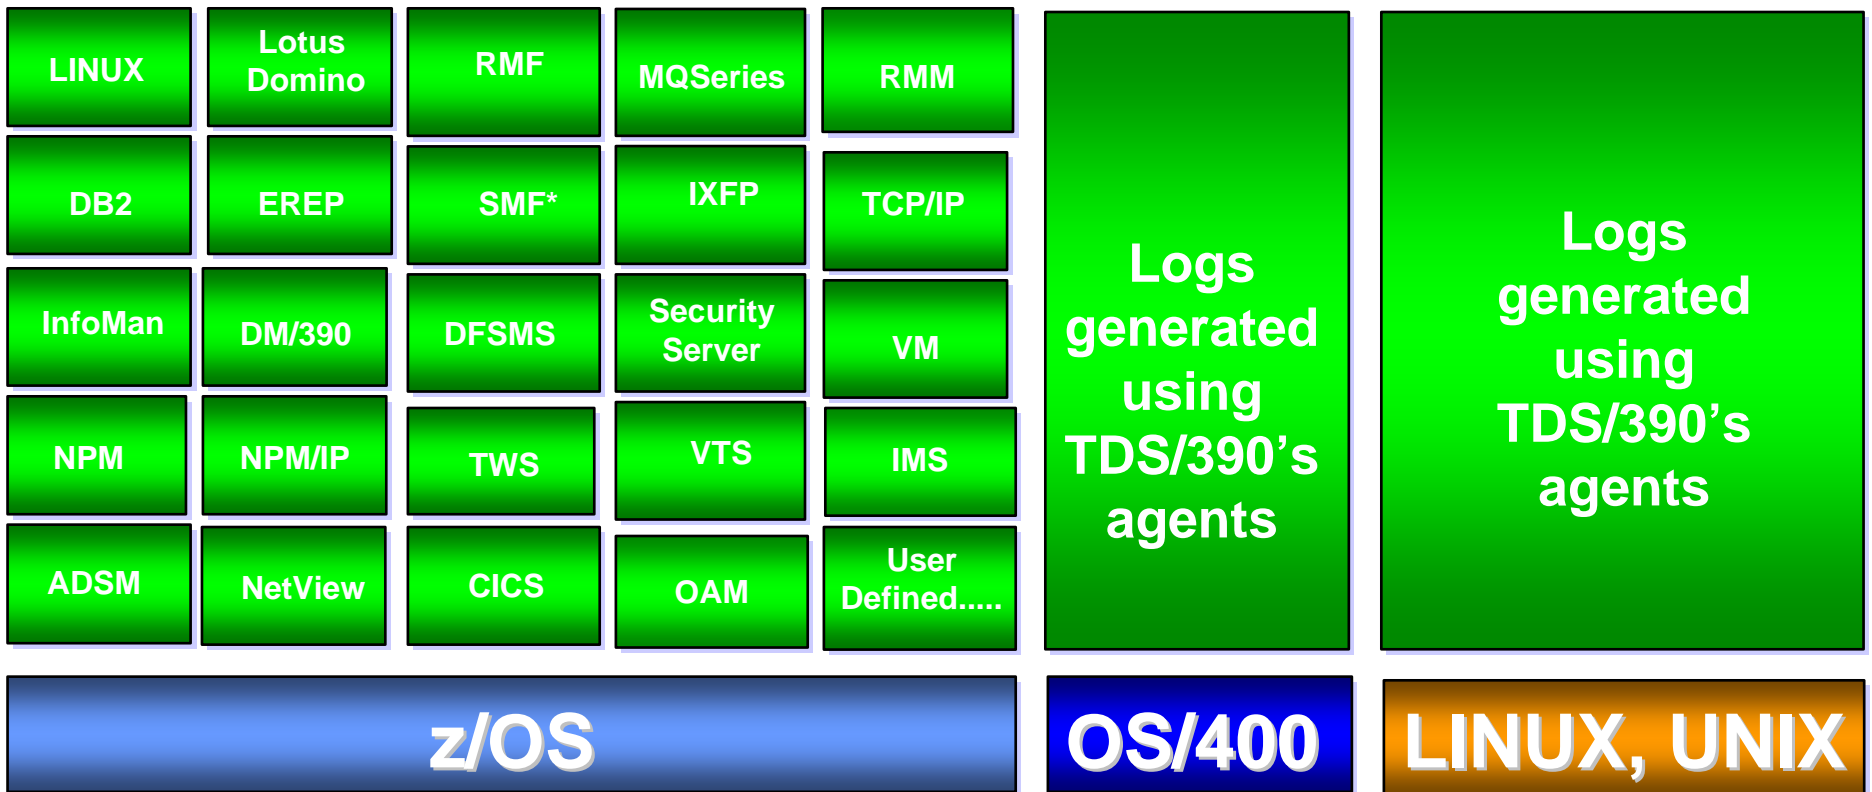 LINUX
Lotus
Domino
RMF
MQSeries
RMM
DB2
EREP
SMF*
IXFP
TCP/IP
InfoMan
DM/390
DFSMS
Security
Server
VM
NPM
NPM/IP
TWS
VTS
IMS
ADSM
NetView
CICS
OAM
User
Defined.....
Logs
generated
using
TDS/390’s
agents
Logs
generated
using
TDS/390’s
agents
z/OS
OS/400
LINUX, UNIX